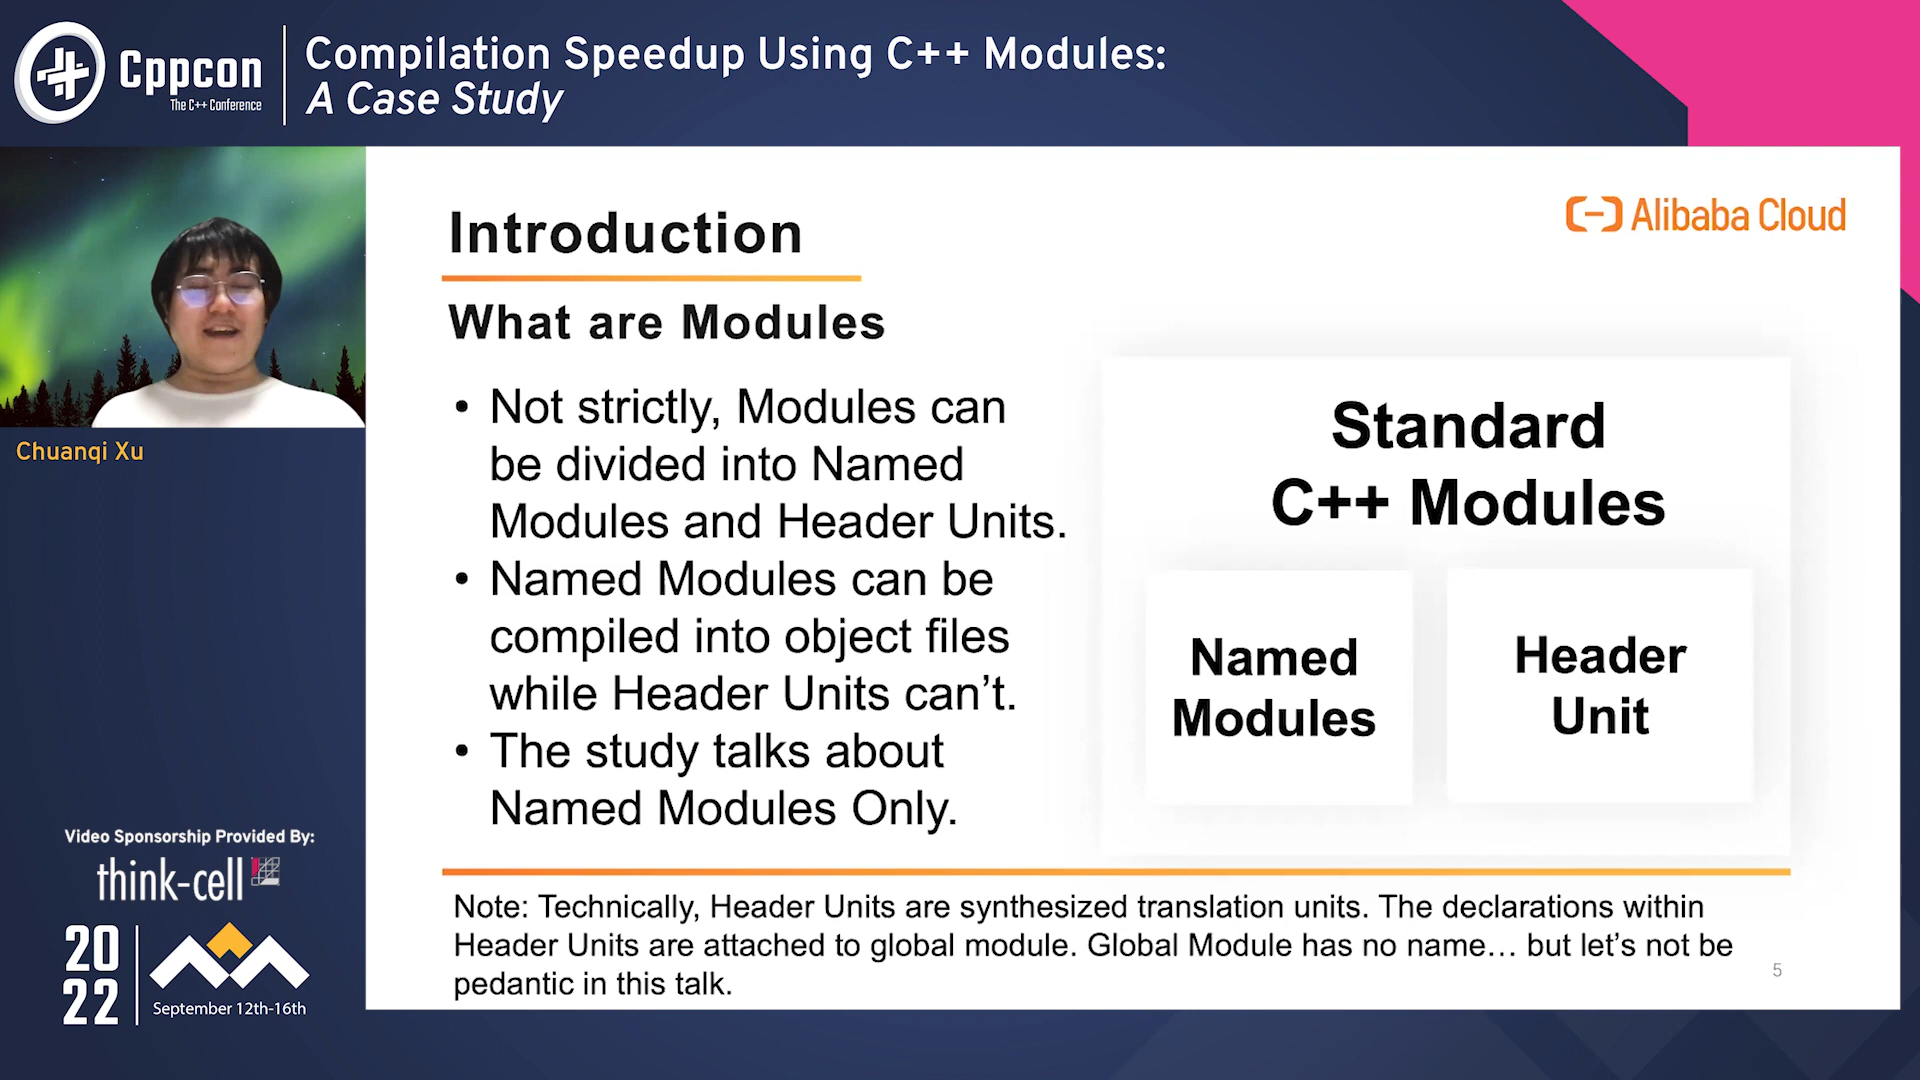 Cppcon
The C++ Conference
Compilation Speedup Using C++ Modules:
A Case Study
Chuanqi Xu
Video Sponsorship Provided By:
think-cell
20
22
September 12th-16th
Introduction
Alibaba Cloud
What are Modules
• Not strictly, Modules can
be divided into Named
Modules and Header Units.
• Named Modules can be
compiled into object files
while Header Units can’t.
• The study talks about
Named Modules Only.
Standard
C++ Modules
Named
Modules
Header
Unit
Note: Technically, Header Units are synthesized translation units. The declarations within
Header Units are attached to global module. Global Module has no name… but let’s not be
pedantic in this talk.
5